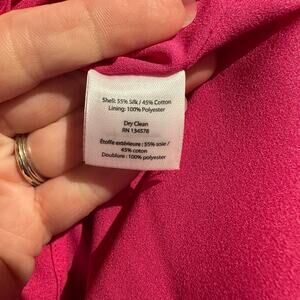 Shell: 55% Silk / 45% Cotton
Lining: 100% Polyester
Dry Clean
RN 134578
Étoffe extérieure : 55% soie /
45% coton
Doublure : 100% polyester